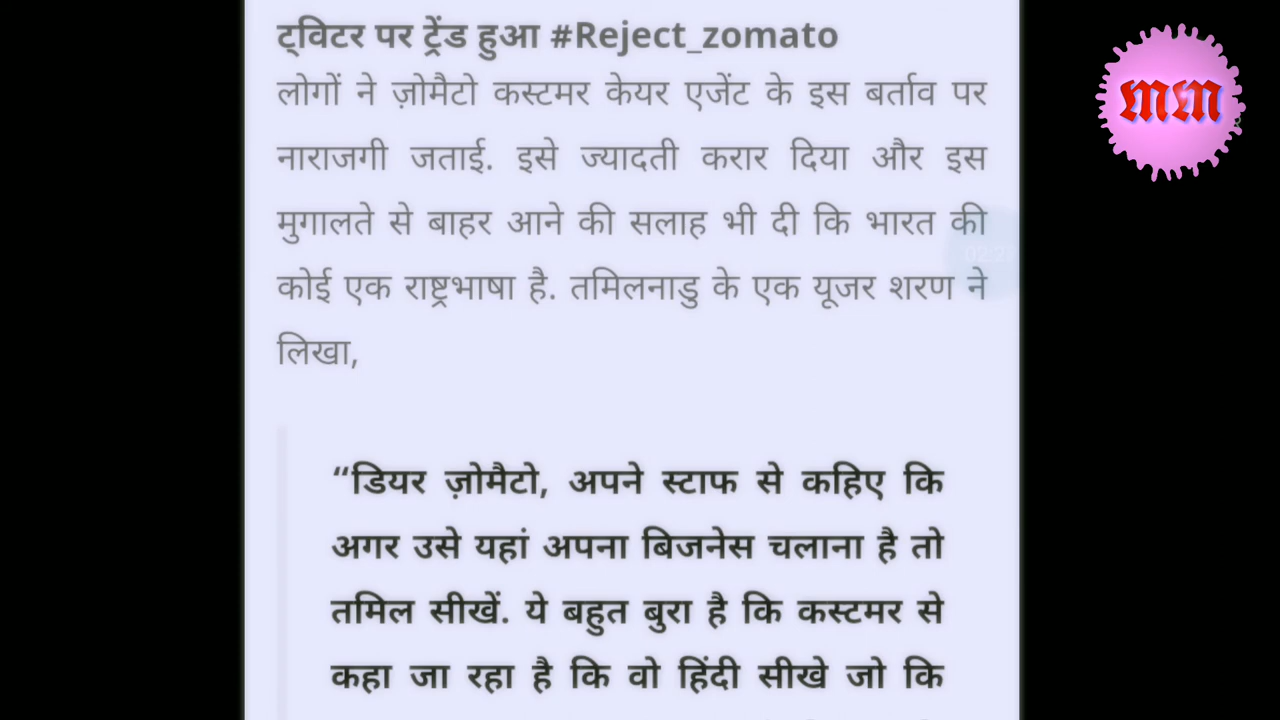 ट्विटर पर ट्रेंड हुआ #Reject_zomato
लोगों ने ज़ोमैटो कस्टमर केयर एजेंट के इस बर्ताव पर
नाराजगी जताई. इसे ज्यादती करार दिया और इस
मुगालते से बाहर आने की सलाह भी दी कि भारत की
कोई एक राष्ट्रभाषा है. तमिलनाडु के एक यूजर शरण ने
लिखा,
“डियर ज़ोमैटो, अपने स्टाफ से कहिए कि
अगर उसे यहां अपना बिजनेस चलाना है तो
तमिल सीखें. ये बहुत बुरा है कि कस्टमर से
कहा जा रहा है कि वो हिंदी सीखे जो कि
MM